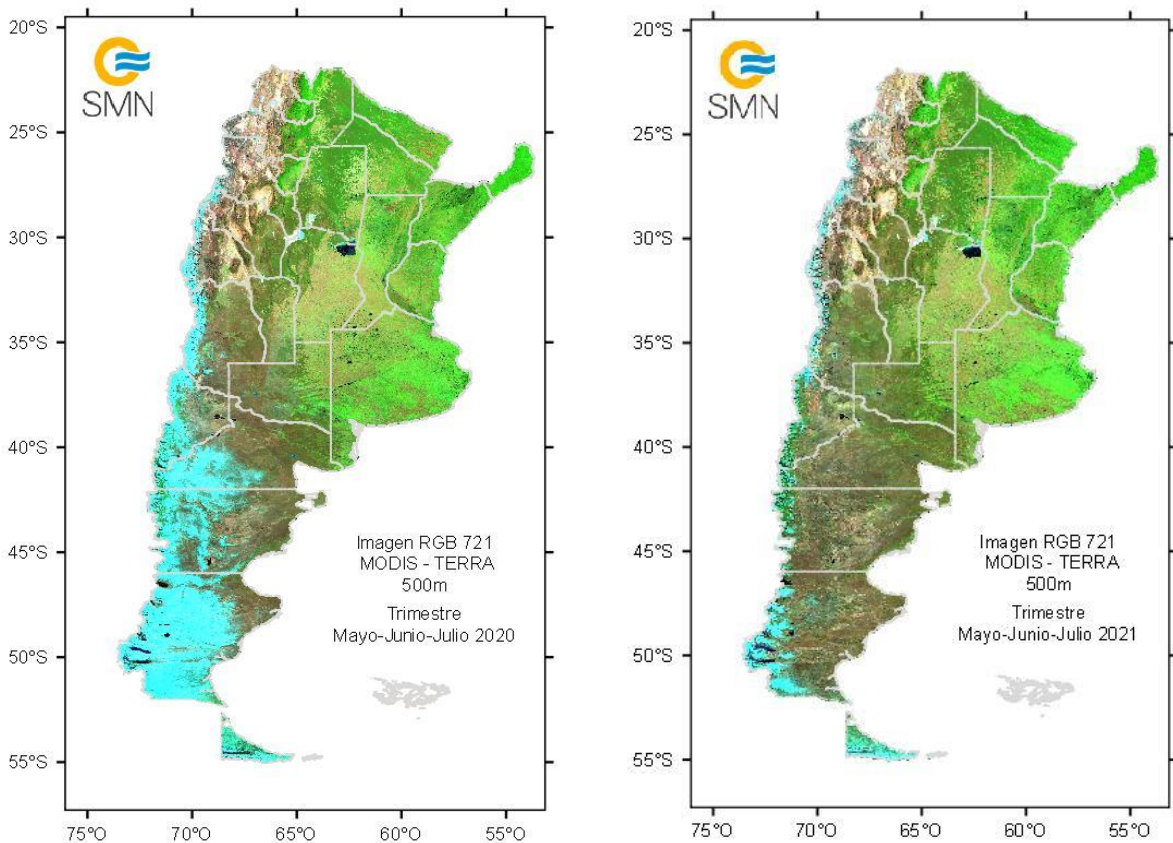 20°S
25°S
30°S
35°S
40°S
45°S
50°S
55°S
SMN
Imagen RGB 721
MODIS - TERRA
500m
Trimestre
Mayo-Junio-Julio 2020
75°O
70°O
65°O
60°O
55°O
20°S
25°S
30°S
35°S
40°S
45°S
50°S
55°S
SMN
Imagen RGB 721
MODIS - TERRA
500m
Trimestre
Mayo-Junio-Julio 2021
75°O
70°O
65°O
60°O
55°O